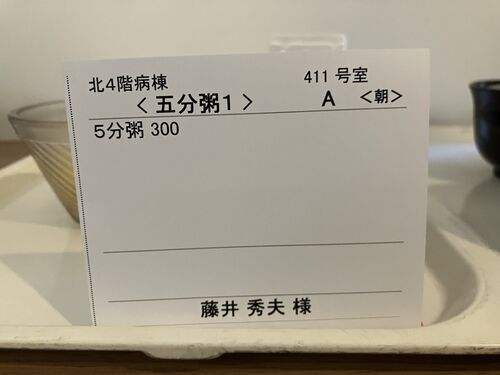 北4階病棟 411 号室
＜五分粥1＞ A ＜朝＞
5分粥 300
藤井 秀夫 様